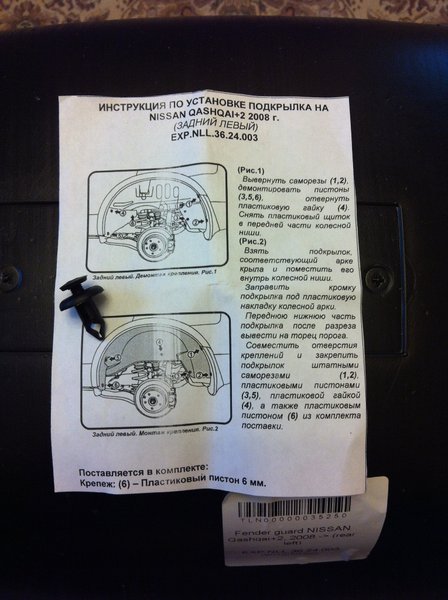 ИНСТРУКЦИЯ ПО УСТАНОВКЕ ПОДКРЫЛКА НА
NISSAN QASHQAI+2 2008 г.
(ЗАДНИЙ ЛЕВЫЙ)
EXP.NLL.36.24.003
(Рис.1)
Вывернуть саморезы (1,2),
демонтировать пистоны
(3,5,6), отвернуть
пластиковую гайку (4).
Снять пластиковый щиток
в передней части колесной
ниши.
(Рис.2)
Взять подкрылок,
соответствующий арке
крыла и поместить его
внутрь колесной ниши.
Заправить кромку
подкрылка под пластиковую
накладку колесной арки.
Переднюю нижнюю часть
подкрылка после разреза
вывести на торец порога.
Совместить отверстия
креплений и закрепить
подкрылок штатными
саморезами (1,2),
пластиковыми пистонами
(3,5), пластиковой гайкой
(4), а также пластиковым
пистоном (6) из комплекта
поставки.
Задний левый. Демонтаж крепления. Рис.1
Задний левый. Монтаж крепления. Рис.2
Поставляется в комплекте:
Крепеж: (6) – Пластиковый пистон 6 мм.
TLN00000035250
Fender guard NISSAN
Qashqai+2, 2008 -> (rear
left)
EXP.NLL.36.24.003